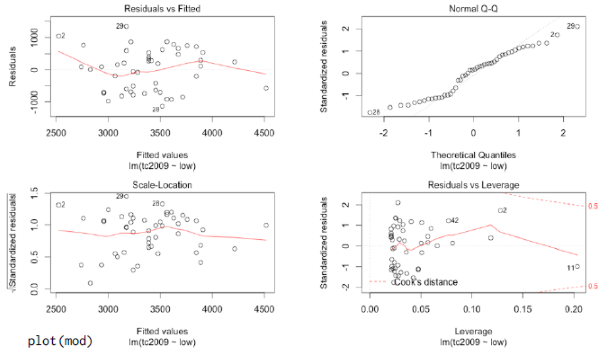 Residuals vs Fitted
Residuals
1000
0
-1000
2
29
28
2500 3000 3500 4000 4500
Fitted values
lm(tc2009 ~ low)
Normal Q-Q
Standardized residuals
2
1
0
-1
29
2
28
-2 -1 0 1 2
Theoretical Quantiles
lm(tc2009 ~ low)
Scale-Location
√Standardized residuals
1.5
1.0
0.5
0.0
2
29
28
2500 3000 3500 4000 4500
Fitted values
lm(tc2009 ~ low)
Residuals vs Leverage
Standardized residuals
2
1
0
-1
-2
42
2
11
0.5
0.5
Cook's distance
0.00 0.05 0.10 0.15 0.20
Leverage
lm(tc2009 ~ low)
plot(mod)